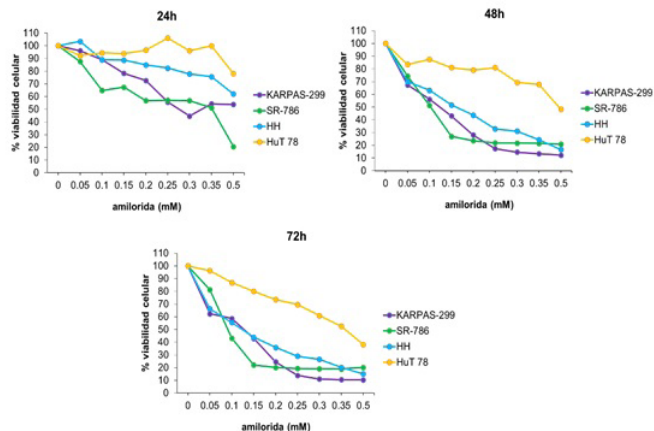 24h
% viabilidad celular
110
100
90
80
70
60
50
40
30
20
10
0
0 0.05 0.1 0.15 0.2 0.25 0.3 0.35 0.5
amilorida (mM)
KARPAS-299
SR-786
HH
HuT 78
48h
% viabilidad celular
110
100
90
80
70
60
50
40
30
20
10
0
0 0.05 0.1 0.15 0.2 0.25 0.3 0.35 0.5
amilorida (mM)
KARPAS-299
SR-786
HH
HuT 78
72h
% viabilidad celular
110
100
90
80
70
60
50
40
30
20
10
0
0 0.05 0.1 0.15 0.2 0.25 0.3 0.35 0.5
amilorida (mM)
KARPAS-299
SR-786
HH
HuT 78